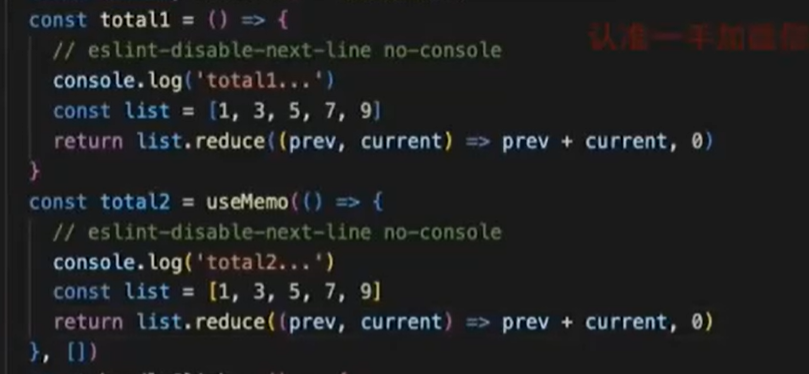 const total1 = () => {
// eslint-disable-next-line no-console
console.log('total1...')
const list = [1, 3, 5, 7, 9]
return list.reduce((prev, current) => prev + current, 0)
}
const total2 = useMemo(() => {
// eslint-disable-next-line no-console
console.log('total2...')
const list = [1, 3, 5, 7, 9]
return list.reduce((prev, current) => prev + current, 0)
}, [])
认准一手加微信